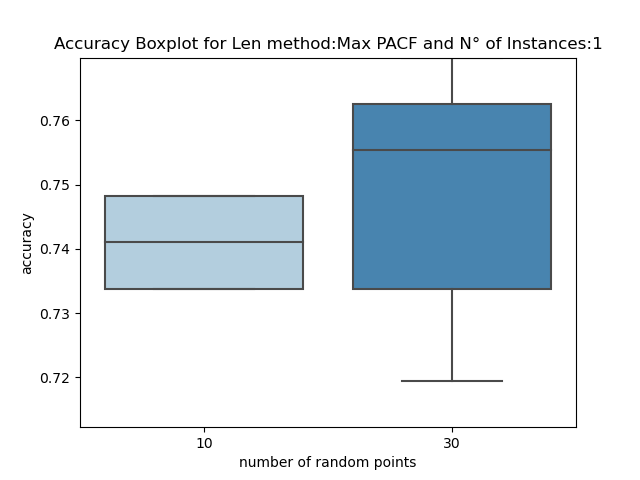 Accuracy Boxplot for Len method:Max PACF and N° of Instances:1
0.76
0.75
0.74
0.73
0.72
accuracy
10
30
number of random points